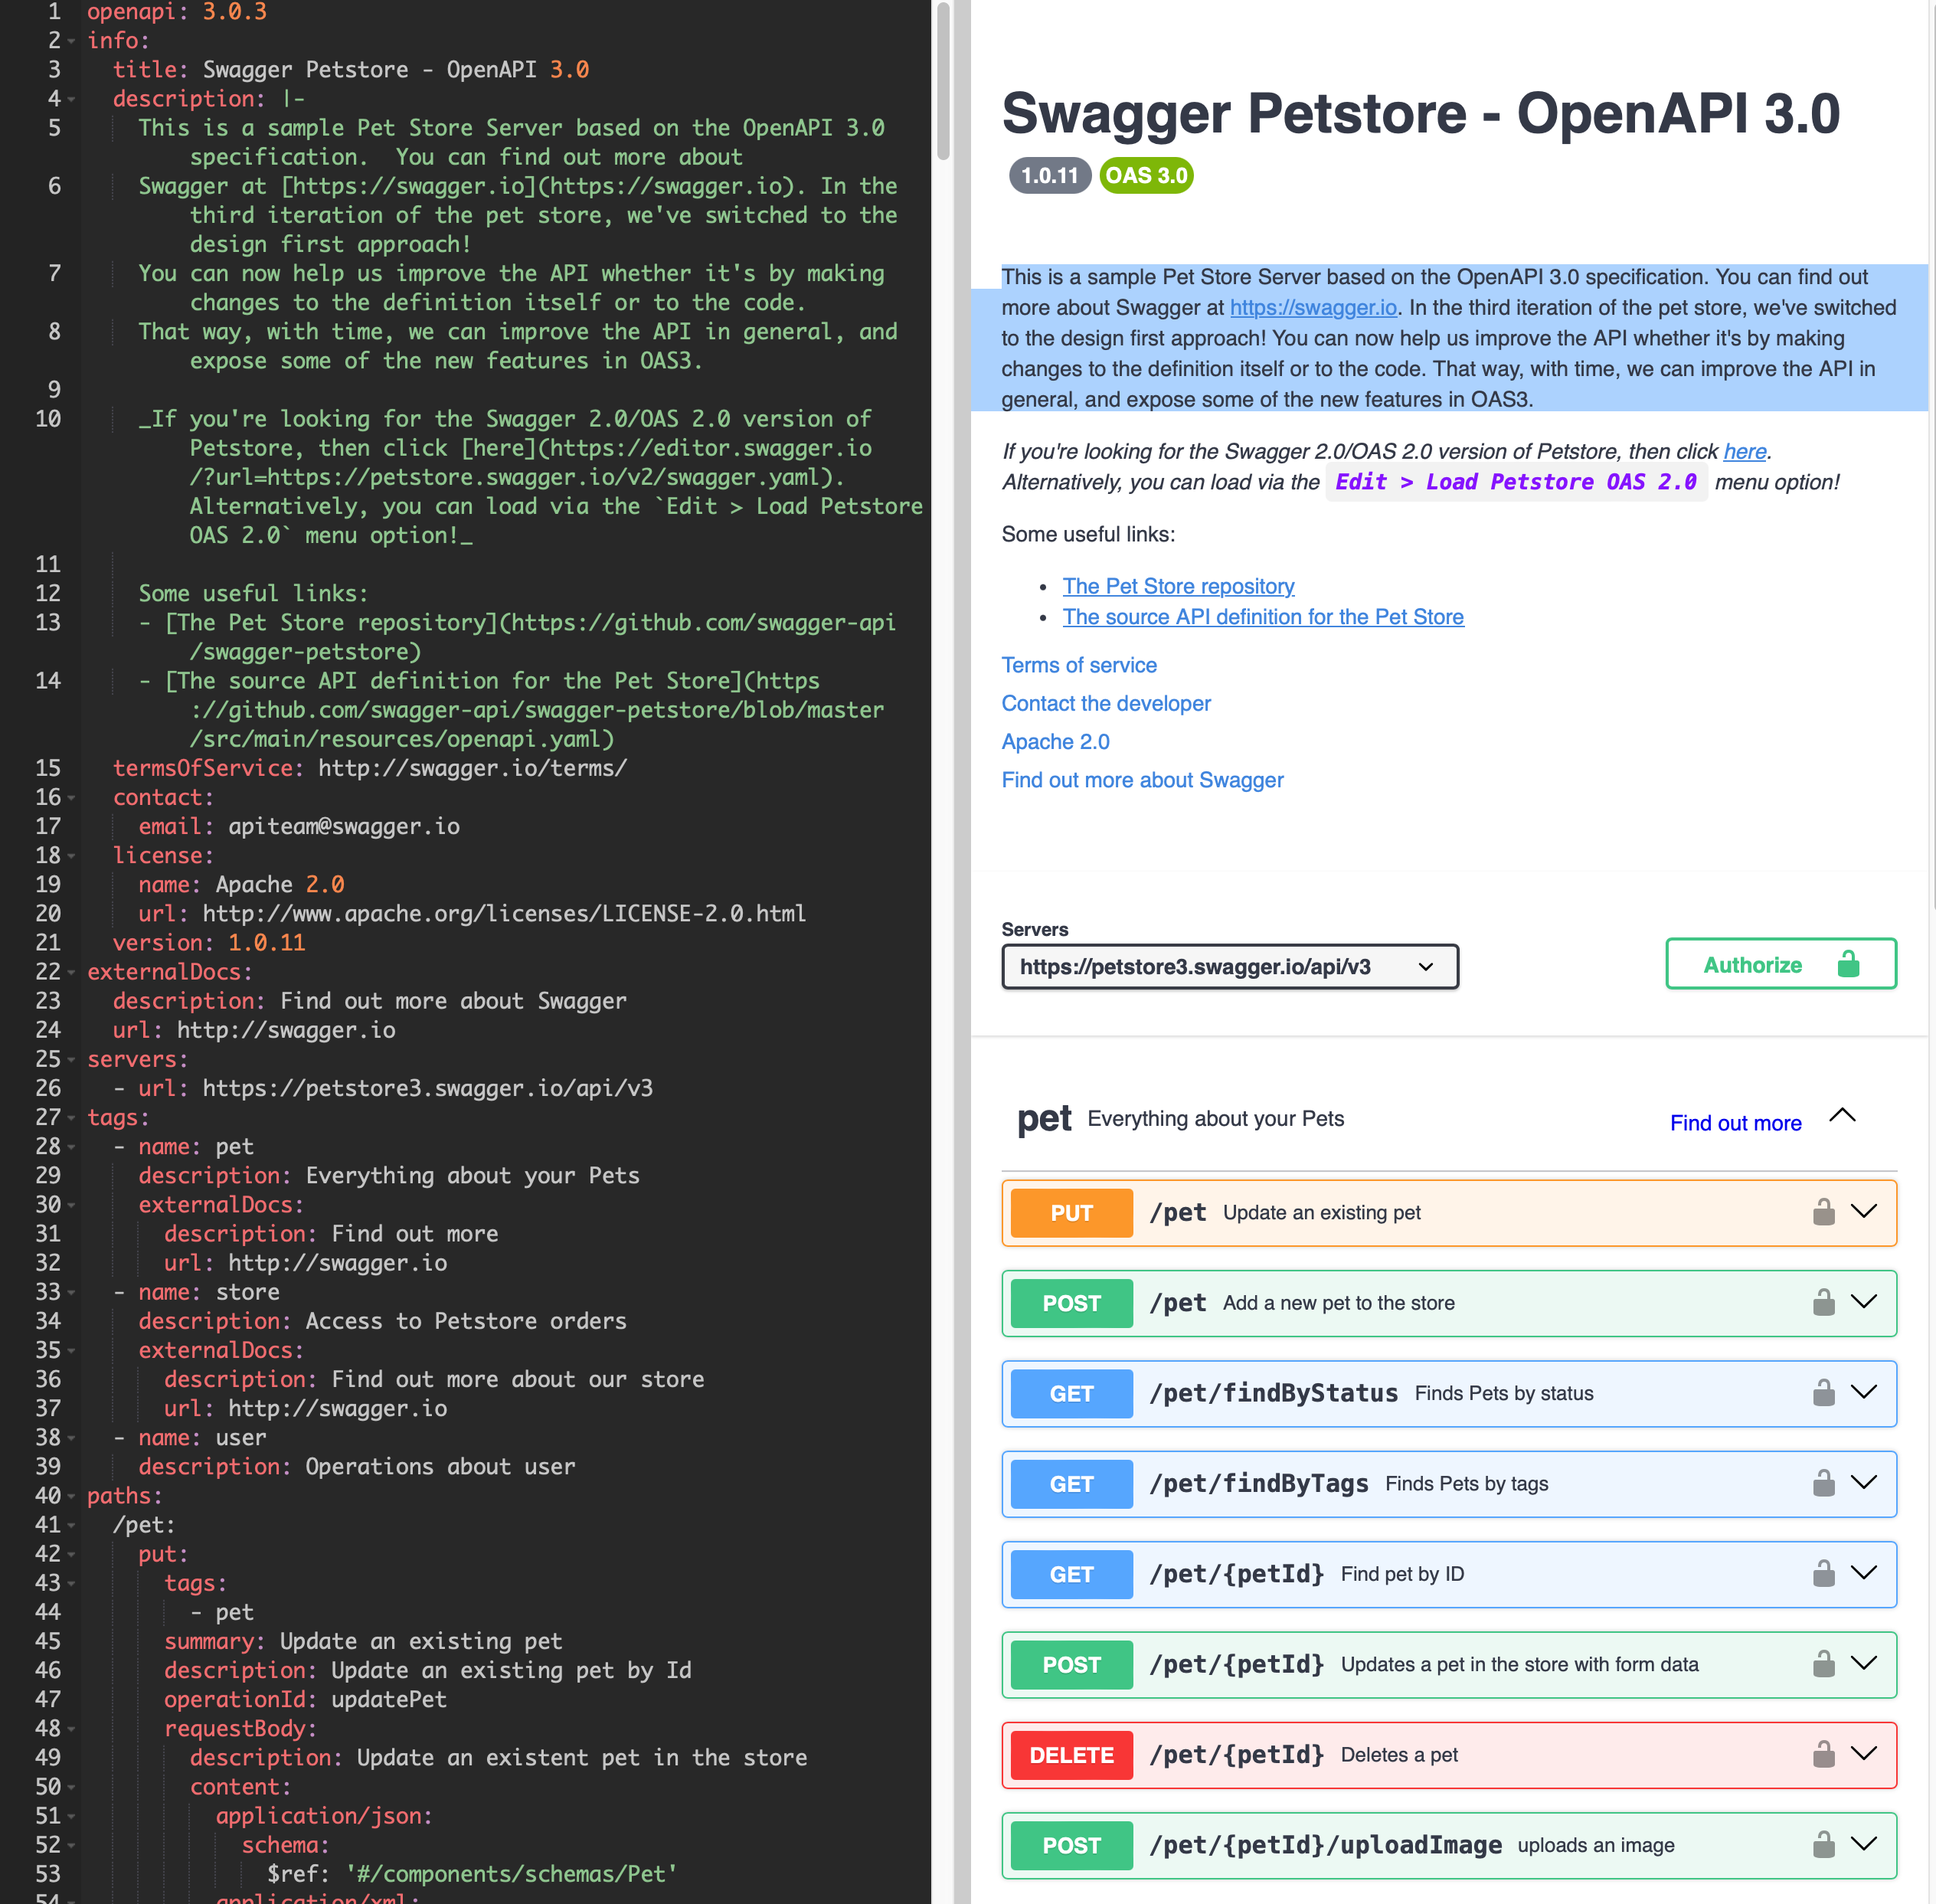 1 openapi: 3.0.3
2 info:
3 title: Swagger Petstore - OpenAPI 3.0
4 description: |-
5 This is a sample Pet Store Server based on the OpenAPI 3.0
specification.  You can find out more about
6 Swagger at [https://swagger.io](https://swagger.io). In the
third iteration of the pet store, we've switched to the
design first approach!
7 You can now help us improve the API whether it's by making
changes to the definition itself or to the code.
8 That way, with time, we can improve the API in general, and
expose some of the new features in OAS3.
9
10 _If you're looking for the Swagger 2.0/OAS 2.0 version of
Petstore, then click [here](https://editor.swagger.io
/?url=https://petstore.swagger.io/v2/swagger.yaml).
Alternatively, you can load via the `Edit > Load Petstore
OAS 2.0` menu option!_
11
12 Some useful links:
13 - [The Pet Store repository](https://github.com/swagger-api
/swagger-petstore)
14 - [The source API definition for the Pet Store](https
://github.com/swagger-api/swagger-petstore/blob/master
/src/main/resources/openapi.yaml)
15 termsOfService: http://swagger.io/terms/
16 contact:
17 email: apiteam@swagger.io
18 license:
19 name: Apache 2.0
20 url: http://www.apache.org/licenses/LICENSE-2.0.html
21 version: 1.0.11
22 externalDocs:
23 description: Find out more about Swagger
24 url: http://swagger.io
25 servers:
26 - url: https://petstore3.swagger.io/api/v3
27 tags:
28 - name: pet
29 description: Everything about your Pets
30 externalDocs:
31 description: Find out more
32 url: http://swagger.io
33 - name: store
34 description: Access to Petstore orders
35 externalDocs:
36 description: Find out more about our store
37 url: http://swagger.io
38 - name: user
39 description: Operations about user
40 paths:
41 /pet:
42 put:
43 tags:
44 - pet
45 summary: Update an existing pet
46 description: Update an existing pet by Id
47 operationId: updatePet
48 requestBody:
49 description: Update an existent pet in the store
50 content:
51 application/json:
52 schema:
53 $ref: '#/components/schemas/Pet'
54 application/xml:
Swagger Petstore - OpenAPI 3.0
1.0.11 OAS 3.0
This is a sample Pet Store Server based on the OpenAPI 3.0 specification. You can find out
more about Swagger at https://swagger.io. In the third iteration of the pet store, we've switched
to the design first approach! You can now help us improve the API whether it's by making
changes to the definition itself or to the code. That way, with time, we can improve the API in
general, and expose some of the new features in OAS3.
If you're looking for the Swagger 2.0/OAS 2.0 version of Petstore, then click here.
Alternatively, you can load via the Edit > Load Petstore OAS 2.0 menu option!
Some useful links:
• The Pet Store repository
• The source API definition for the Pet Store
Terms of service
Contact the developer
Apache 2.0
Find out more about Swagger
Servers
https://petstore3.swagger.io/api/v3
Authorize
pet Everything about your Pets Find out more
PUT /pet Update an existing pet
POST /pet Add a new pet to the store
GET /pet/findByStatus Finds Pets by status
GET /pet/findByTags Finds Pets by tags
GET /pet/{petId} Find pet by ID
POST /pet/{petId} Updates a pet in the store with form data
DELETE /pet/{petId} Deletes a pet
POST /pet/{petId}/uploadImage uploads an image